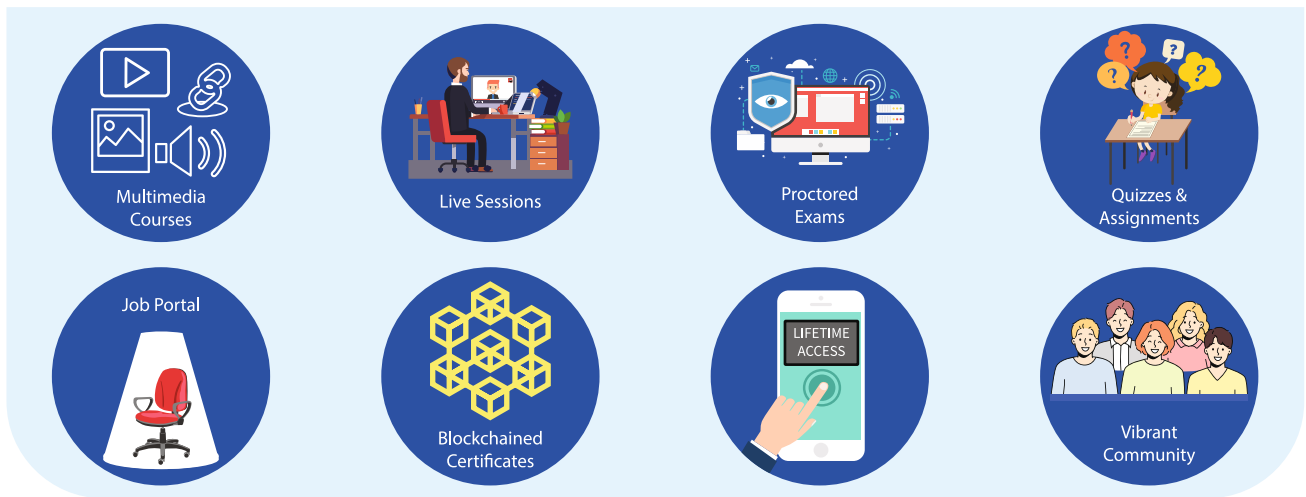 Multimedia
Courses
Live Sessions
Proctored
Exams
? ? ? ?
Quizzes &
Assignments
Job Portal
Blockchained
Certificates
LIFETIME
ACCESS
Vibrant
Community